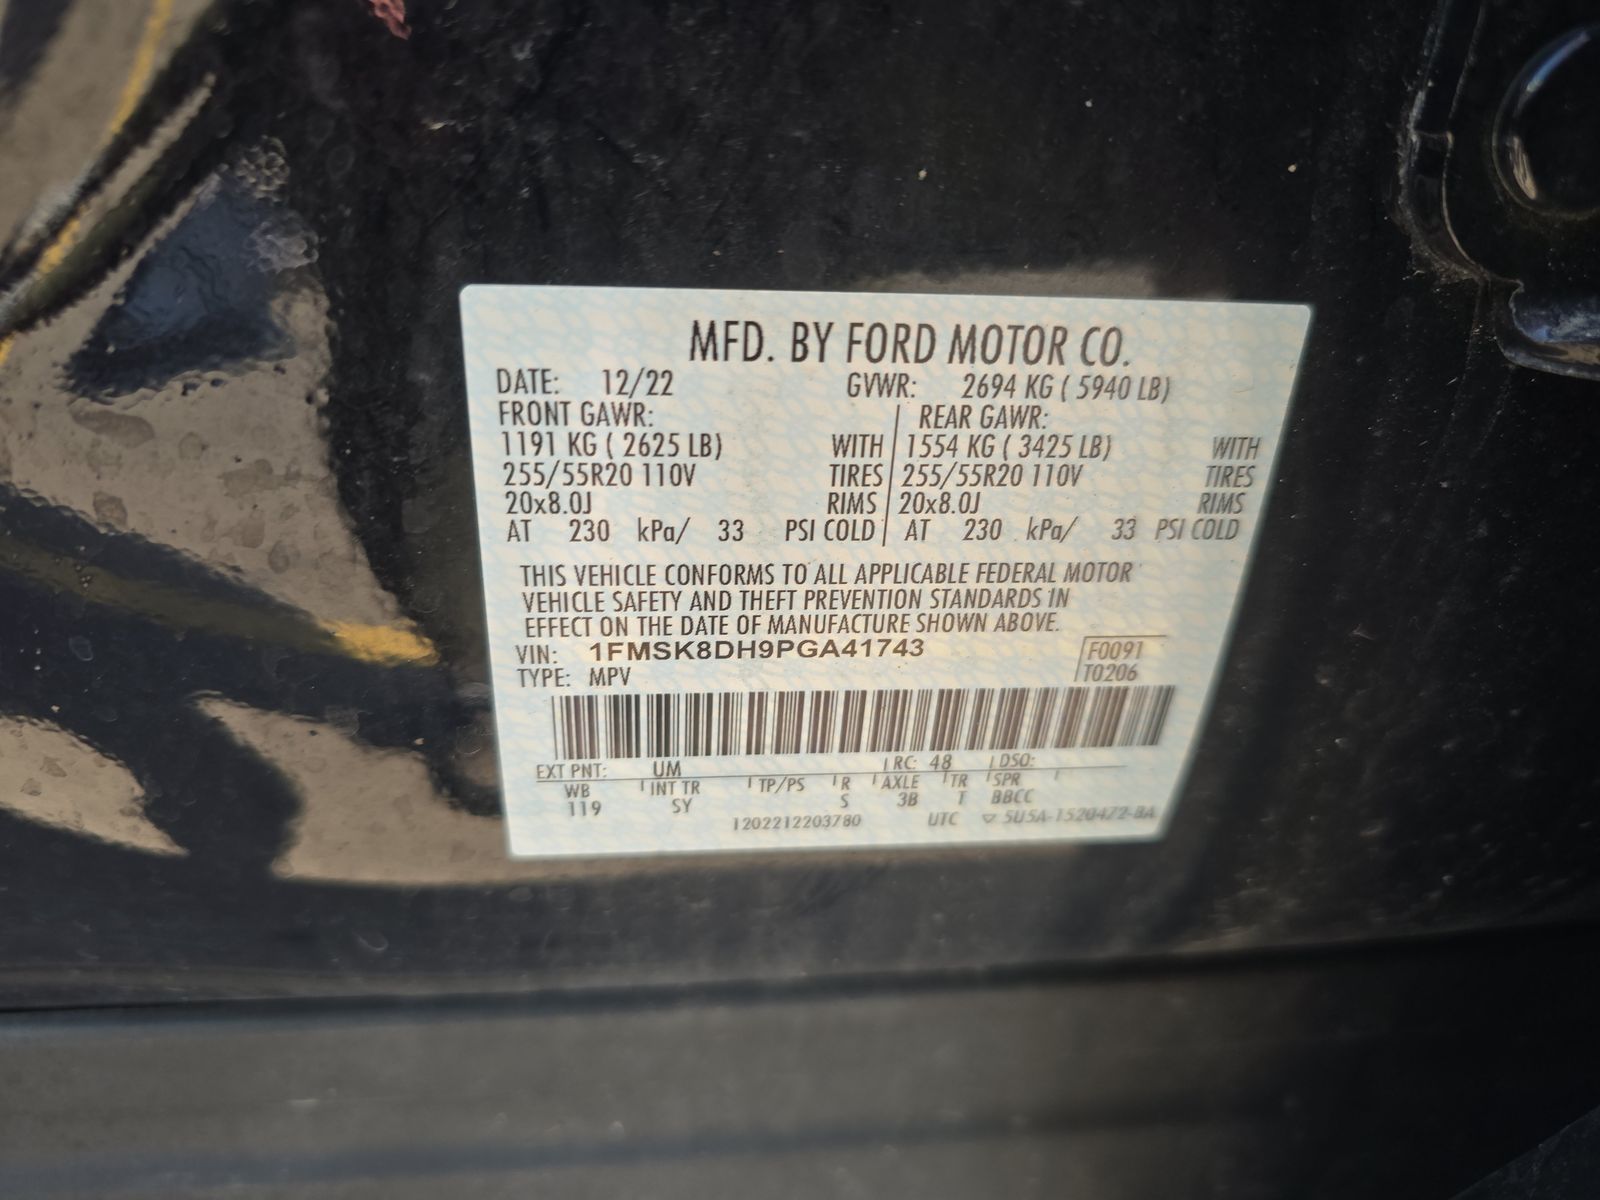 MFD. BY FORD MOTOR CO.
DATE: 12/22 GVWR: 2694 KG ( 5940 LB)
FRONT GAWR: REAR GAWR:
1191 KG ( 2625 LB) WITH 1554 KG ( 3425 LB) WITH
255/55R20 110V TIRES 255/55R20 110V TIRES
20x8.0J RIMS 20x8.0J RIMS
AT 230 kPa/ 33 PSI COLD AT 230 kPa/ 33 PSI COLD
THIS VEHICLE CONFORMS TO ALL APPLICABLE FEDERAL MOTOR
VEHICLE SAFETY AND THEFT PREVENTION STANDARDS IN
EFFECT ON THE DATE OF MANUFACTURE SHOWN ABOVE.
VIN: 1FMSK8DH9PGA41743 F0091
TYPE: MPV T0206
EXT PNT: UM RC: 48 DSO:
WB INT TR TP/PS R AXLE TR SPR
119 SY S 3B T BBCC
1202212203780 UTC ▽ 5U5A-1520472-BA